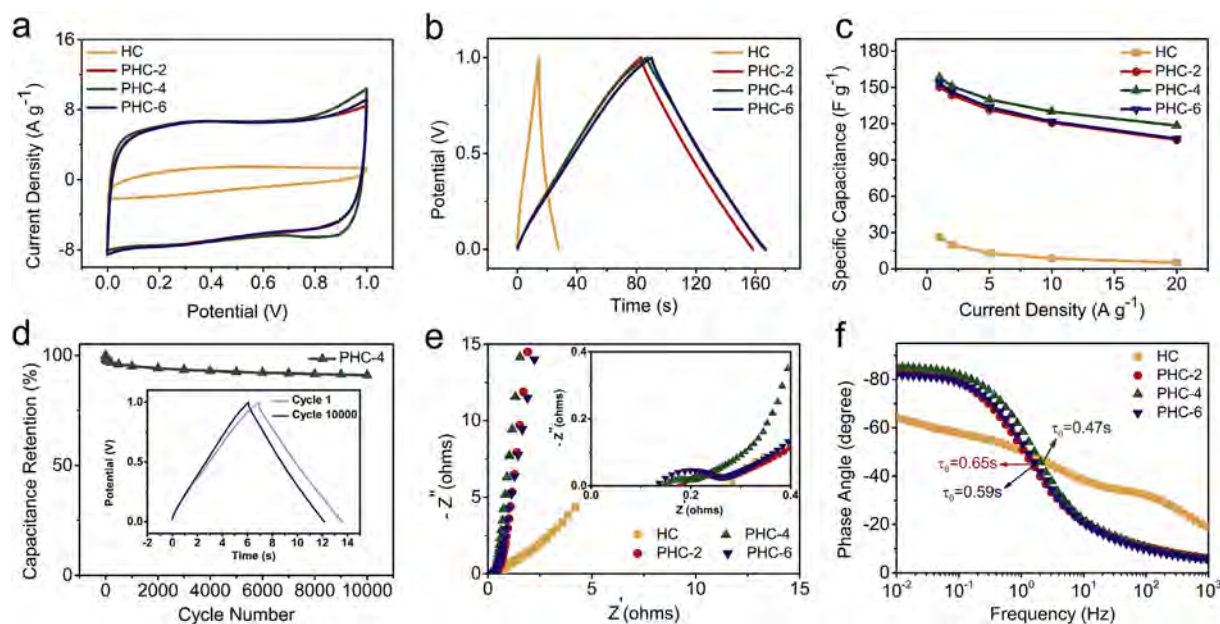 a
16
8
0
-8
Current Density (A g⁻¹)
HC
PHC-2
PHC-4
PHC-6
0.0 0.2 0.4 0.6 0.8 1.0
Potential (V)
b
1.0
0.5
0.0
Potential (V)
HC
PHC-2
PHC-4
PHC-6
0 40 80 120 160
Time (s)
c
180
150
120
90
60
30
0
Specific Capacitance (F g⁻¹)
HC
PHC-2
PHC-4
PHC-6
0 5 10 15 20
Current Density (A g⁻¹)
d
100
50
0
Capacitance Retention (%)
PHC-4
Cycle 1
Cycle 10000
1.0
0.5
0.0
Potential (V)
-2 0 2 4 6 8 10 12 14
Time (s)
0 2000 4000 6000 8000 10000
Cycle Number
e
15
10
5
0
- Z'' (ohms)
0.4
0.2
0.0
- Z'' (ohms)
0.0 0.2 0.4
Z (ohms)
HC
PHC-2
PHC-4
PHC-6
0 5 10 15
Z' (ohms)
f
-80
-60
-40
-20
0
Phase Angle (degree)
HC
PHC-2
PHC-4
PHC-6
τ₀=0.47s
τ₀=0.65s
τ₀=0.59s
10⁻² 10⁻¹ 10⁰ 10¹ 10² 10³
Frequency (Hz)